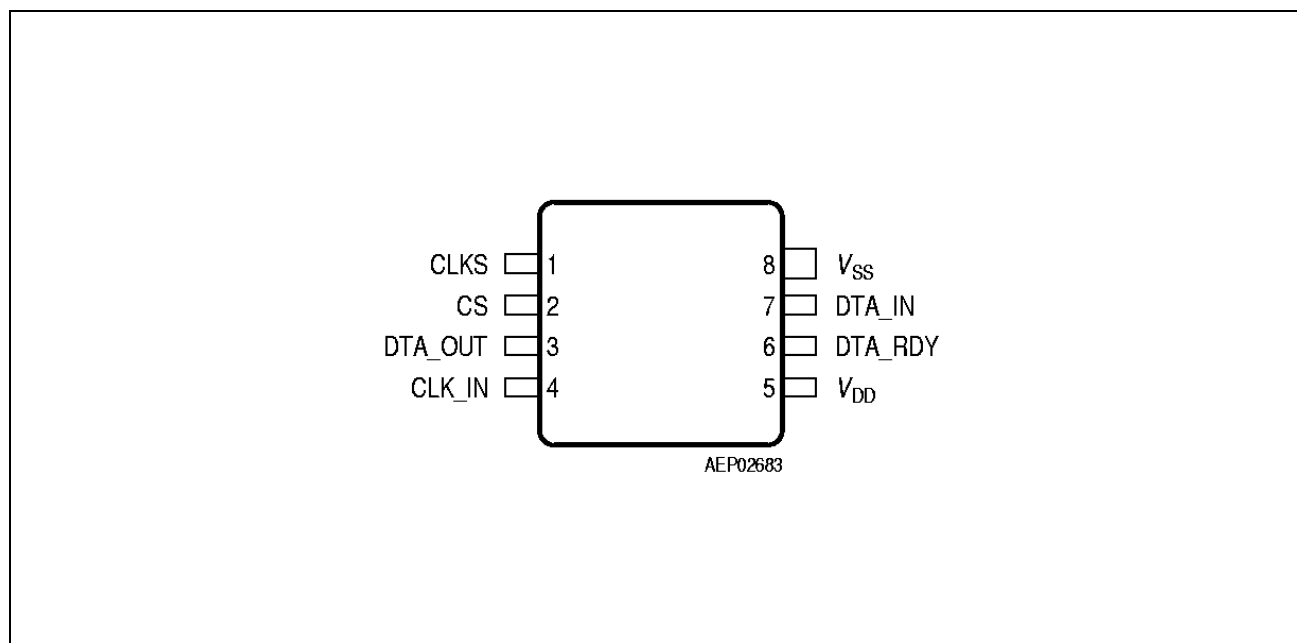 CLKS 1 8 VSS
CS 2 7 DTA_IN
DTA_OUT 3 6 DTA_RDY
CLK_IN 4 5 VDD
AEP02683